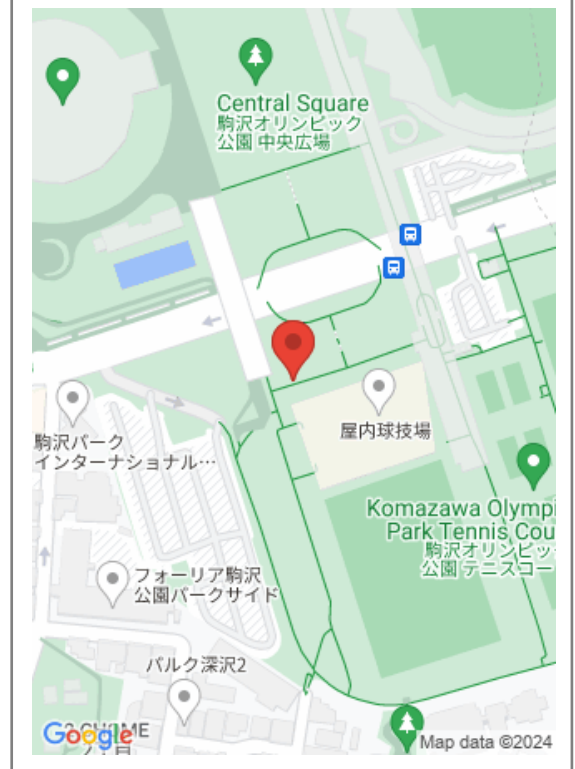 Central Square
駒沢オリンピック
公園 中央広場
屋内球技場
駒沢パーク
インターナショナル…
Komazawa Olympi
Park Tennis Cou
駒沢オリンピッ
公園 テニスコー
フォーリア駒沢
公園パークサイド
パルク深沢2
Google
Map data ©2024